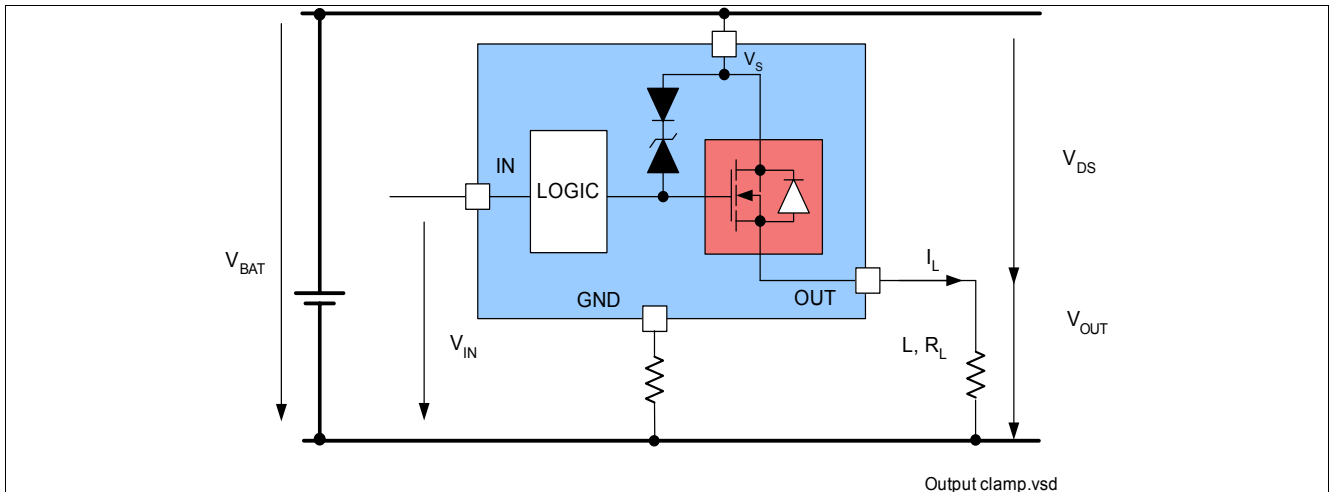 V_S
IN
LOGIC
V_DS
V_BAT
I_L
GND
OUT
V_OUT
V_IN
L, R_L
Output clamp.vsd